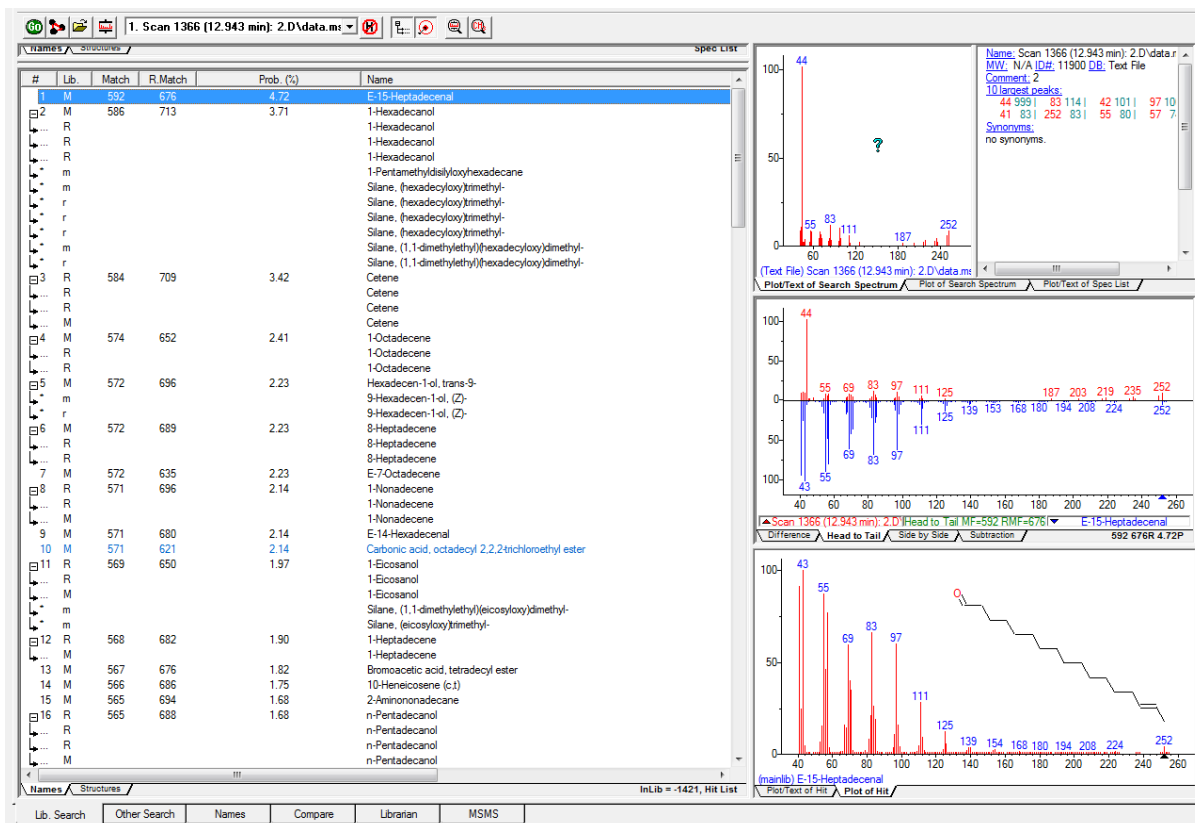 1. Scan 1366 (12.943 min): 2.D\data.ms
Names Structures Spec List
# Lib. Match R.Match Prob. (%) Name
1 M 592 676 4.72 E-15-Heptadecenal
2 M 586 713 3.71 1-Hexadecanol
... R 1-Hexadecanol
... R 1-Hexadecanol
... R 1-Hexadecanol
* m 1-Pentamethyldisilyloxyhexadecane
* m Silane, (hexadecyloxy)trimethyl-
* r Silane, (hexadecyloxy)trimethyl-
* r Silane, (hexadecyloxy)trimethyl-
* r Silane, (hexadecyloxy)trimethyl-
* m Silane, (1,1-dimethylethyl)(hexadecyloxy)dimethyl-
* r Silane, (1,1-dimethylethyl)(hexadecyloxy)dimethyl-
3 R 584 709 3.42 Cetene
... R Cetene
... R Cetene
... M Cetene
4 M 574 652 2.41 1-Octadecene
... R 1-Octadecene
... R 1-Octadecene
5 M 572 696 2.23 Hexadecen-1-ol, trans-9-
* m 9-Hexadecen-1-ol, (Z)-
* r 9-Hexadecen-1-ol, (Z)-
6 M 572 689 2.23 8-Heptadecene
... R 8-Heptadecene
... R 8-Heptadecene
7 M 572 635 2.23 E-7-Octadecene
8 R 571 696 2.14 1-Nonadecene
... R 1-Nonadecene
... M 1-Nonadecene
9 M 571 680 2.14 E-14-Hexadecenal
10 M 571 621 2.14 Carbonic acid, octadecyl 2,2,2-trichloroethyl ester
11 R 569 650 1.97 1-Eicosanol
... R 1-Eicosanol
... M 1-Eicosanol
* m Silane, (1,1-dimethylethyl)(eicosyloxy)dimethyl-
* m Silane, (eicosyloxy)trimethyl-
12 R 568 682 1.90 1-Heptadecene
... M 1-Heptadecene
13 M 567 676 1.82 Bromoacetic acid, tetradecyl ester
14 M 566 686 1.75 10-Heneicosene (c,t)
15 M 565 694 1.68 2-Aminononadecane
16 R 565 688 1.68 n-Pentadecanol
... R n-Pentadecanol
... R n-Pentadecanol
... M n-Pentadecanol
Names Structures InLib = -1421, Hit List
Lib. Search Other Search Names Compare Librarian MSMS
44
100
50
?
55 83 111 187 252
0
60 120 180 240
(Text File) Scan 1366 (12.943 min): 2.D\data.ms
Name: Scan 1366 (12.943 min): 2.D\data.r
MW: N/A ID#: 11900 DB: Text File
Comment: 2
10 largest peaks:
44 999 | 83 114 | 42 101 | 97 10
41 83 | 252 83 | 55 80 | 57 7
Synonyms:
no synonyms.
Plot/Text of Search Spectrum Plot of Search Spectrum Plot/Text of Spec List
100
44
50
55 69 83 97 111 125 187 203 219 235 252
0
43 55 69 83 97 111 125 139 153 168 180 194 208 224 252
50
100
40 60 80 100 120 140 160 180 200 220 240 260
Scan 1366 (12.943 min): 2.D\ Head to Tail MF=592 RMF=676 E-15-Heptadecenal
Difference Head to Tail Side by Side Subtraction 592 676R 4.72P
100
50
0
43 55 69 83 97 111 125 139 154 168 180 194 208 224 252
O
40 60 80 100 120 140 160 180 200 220 240 260
(mainlib) E-15-Heptadecenal
Plot/Text of Hit Plot of Hit